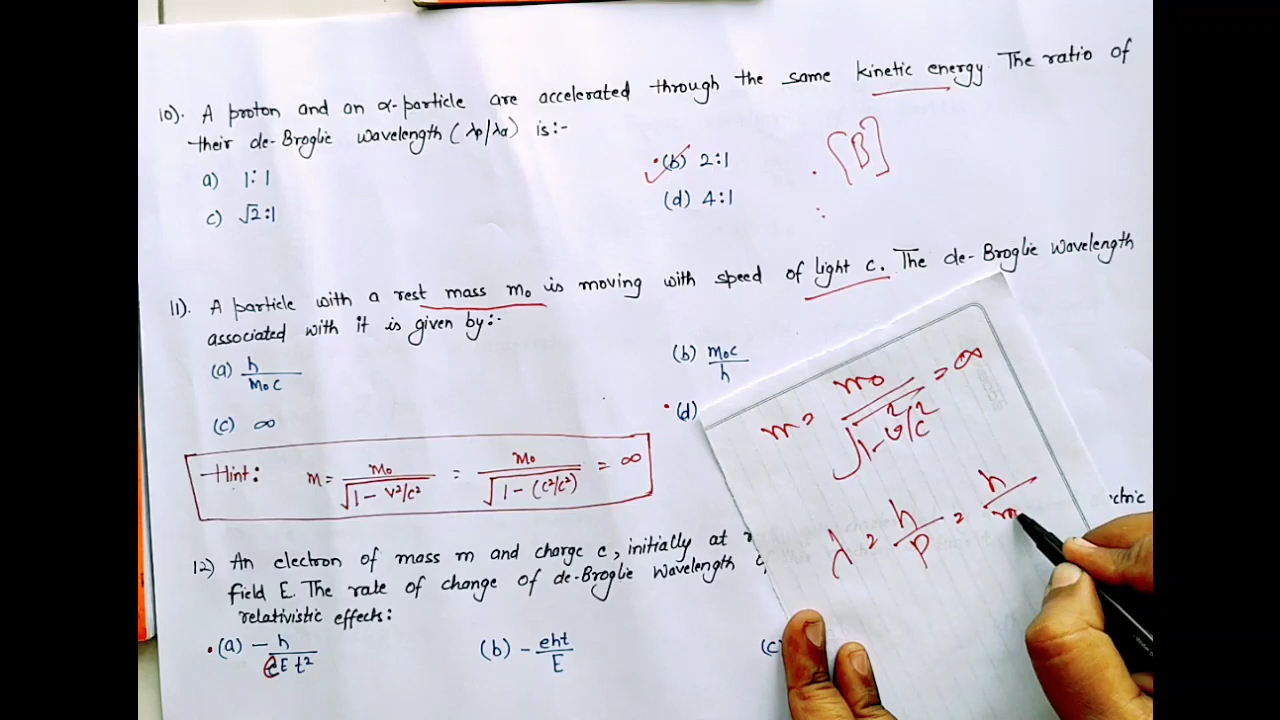 10). A proton and an α-particle are accelerated through the same kinetic energy. The ratio of
their de-Broglie wavelength (λp/λα) is:-
a) 1:1
(b) 2:1
[B]
c) √2:1
(d) 4:1
11). A particle with a rest mass m₀ is moving with speed of light c. The de-Broglie Wavelength
associated with it is given by:-
(a) h/m₀c
(b) m₀c/h
(c) ∞
(d)
Hint: m = m₀/√(1 - v²/c²) = m₀/√(1 - (c²/c²)) = ∞
m = m₀/√(1 - v²/c²) = ∞
λ = h/p = h/m
12) An electron of mass m and charge e, initially at
field E. The rate of change of de-Broglie Wavelength
relativistic effects:
(a) - h/eEt²
(b) - eht/E
(c)